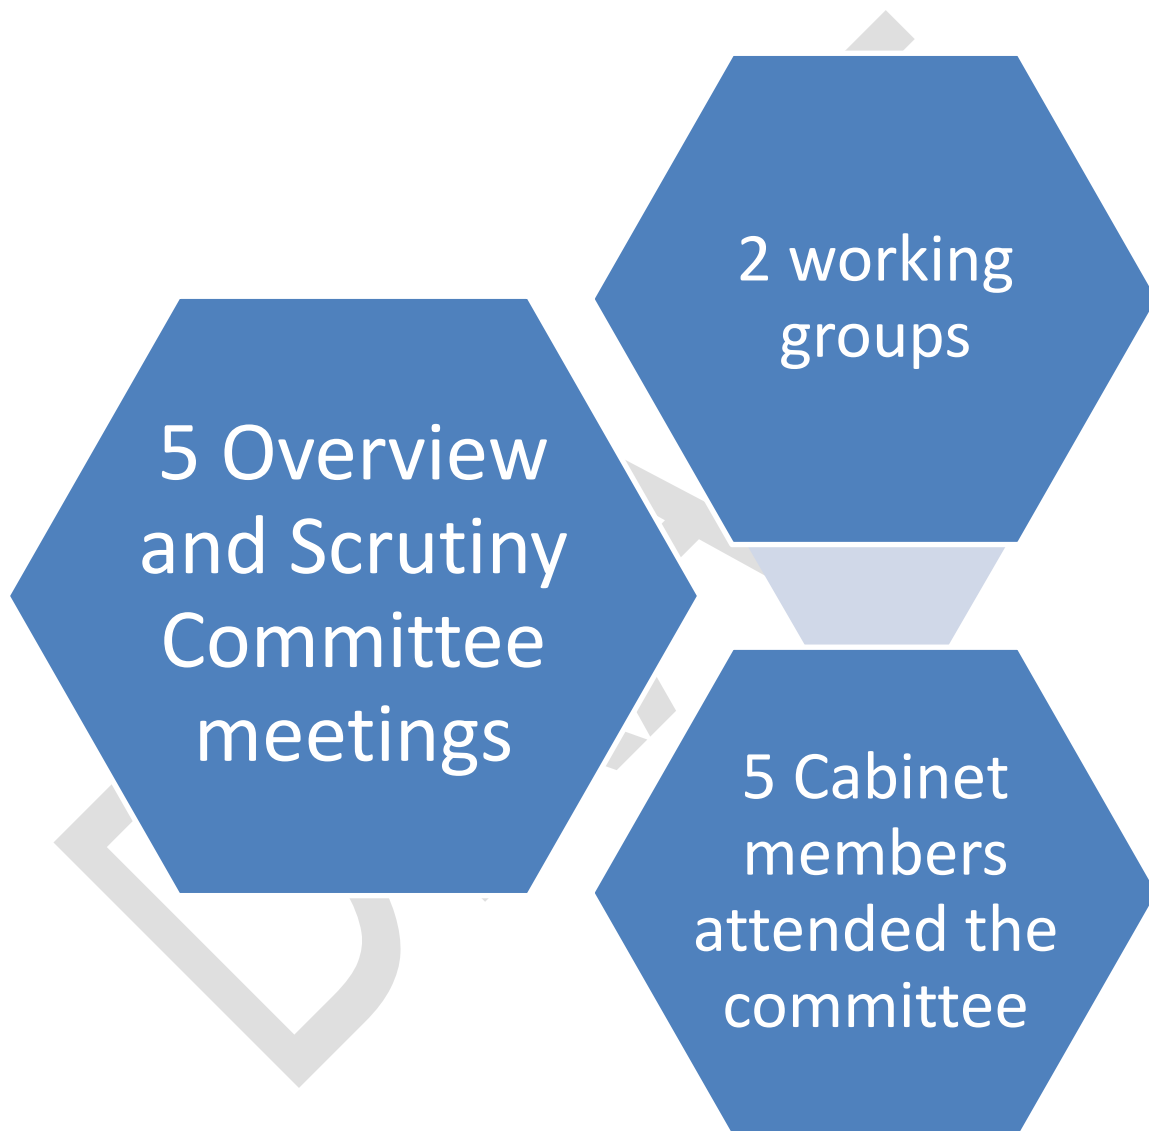 5 Overview
and Scrutiny
Committee
meetings
2 working
groups
5 Cabinet
members
attended the
committee